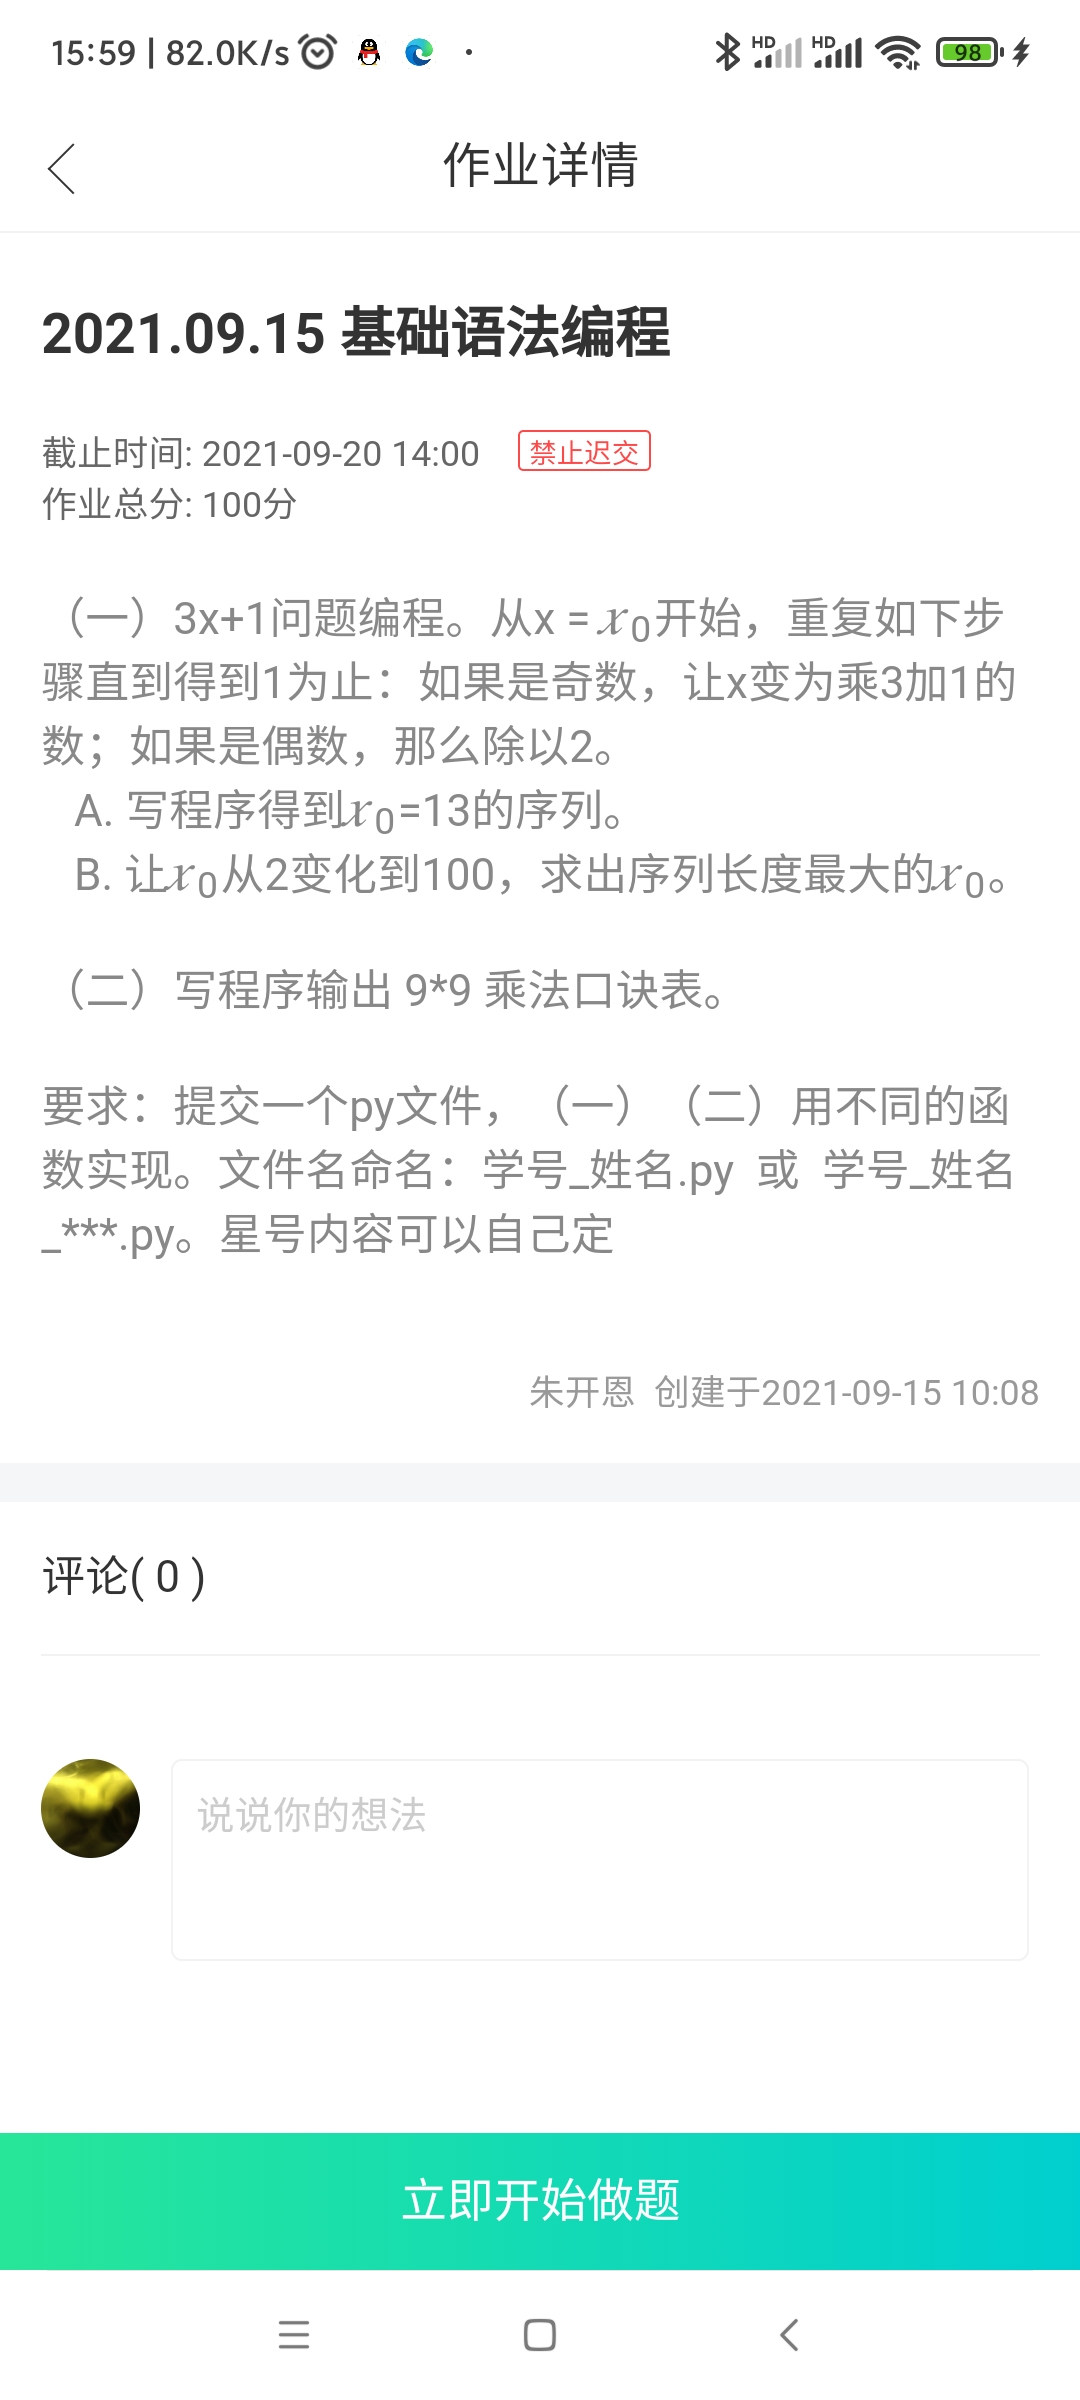 15:59 | 82.0K/s
HD HD 98
作业详情
2021.09.15 基础语法编程
截止时间: 2021-09-20 14:00 禁止迟交
作业总分: 100分
（一）3x+1问题编程。从x =x₀开始，重复如下步
骤直到得到1为止：如果是奇数，让x变为乘3加1的
数；如果是偶数，那么除以2。
A. 写程序得到x₀=13的序列。
B. 让x₀从2变化到100，求出序列长度最大的x₀。
（二）写程序输出 9*9 乘法口诀表。
要求：提交一个py文件，（一）（二）用不同的函
数实现。文件名命名：学号_姓名.py 或 学号_姓名
_***.py。星号内容可以自己定
朱开恩 创建于2021-09-15 10:08
评论( 0 )
说说你的想法
立即开始做题